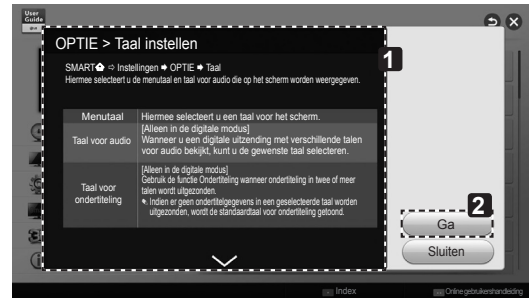 User
Guide
OPTIE > Taal instellen
SMART ⇨ Instellingen ➡ OPTIE ➡ Taal
Hiermee selecteert u de menutaal en taal voor audio die op het scherm worden weergegeven.
Menutaal Hiermee selecteert u een taal voor het scherm.
Taal voor audio
[Alleen in de digitale modus]
Wanneer u een digitale uitzending met verschillende talen
voor audio bekijkt, kunt u de gewenste taal selecteren.
Taal voor
ondertiteling
[Alleen in de digitale modus]
Gebruik de functie Ondertiteling wanneer ondertiteling in twee of meer
talen wordt uitgezonden.
Indien er geen ondertitelgegevens in een geselecteerde taal worden
uitgezonden, wordt de standaardtaal voor ondertiteling getoond.
1
2
Ga
Sluiten
Index
Online gebruikershandleiding